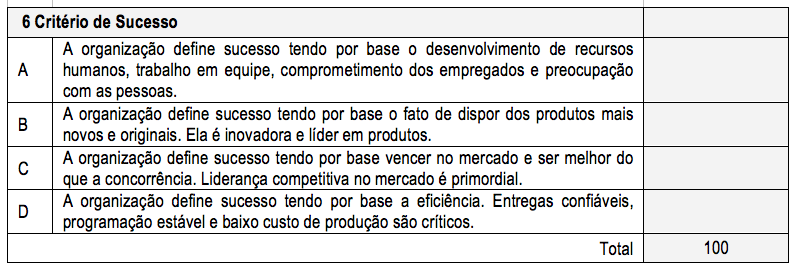 6 Critério de Sucesso
A organização define sucesso tendo por base o desenvolvimento de recursos
A humanos, trabalho em equipe, comprometimento dos empregados e preocupação
com as pessoas.
A organização define sucesso tendo por base o fato de dispor dos produtos mais
B
novos e originais. Ela é inovadora e líder em produtos.
A organização define sucesso tendo por base vencer no mercado e ser melhor do
C
que a concorrência. Liderança competitiva no mercado é primordial.
A organização define sucesso tendo por base a eficiência. Entregas confiáveis,
D
programação estável e baixo custo de produção são críticos.
Total 100